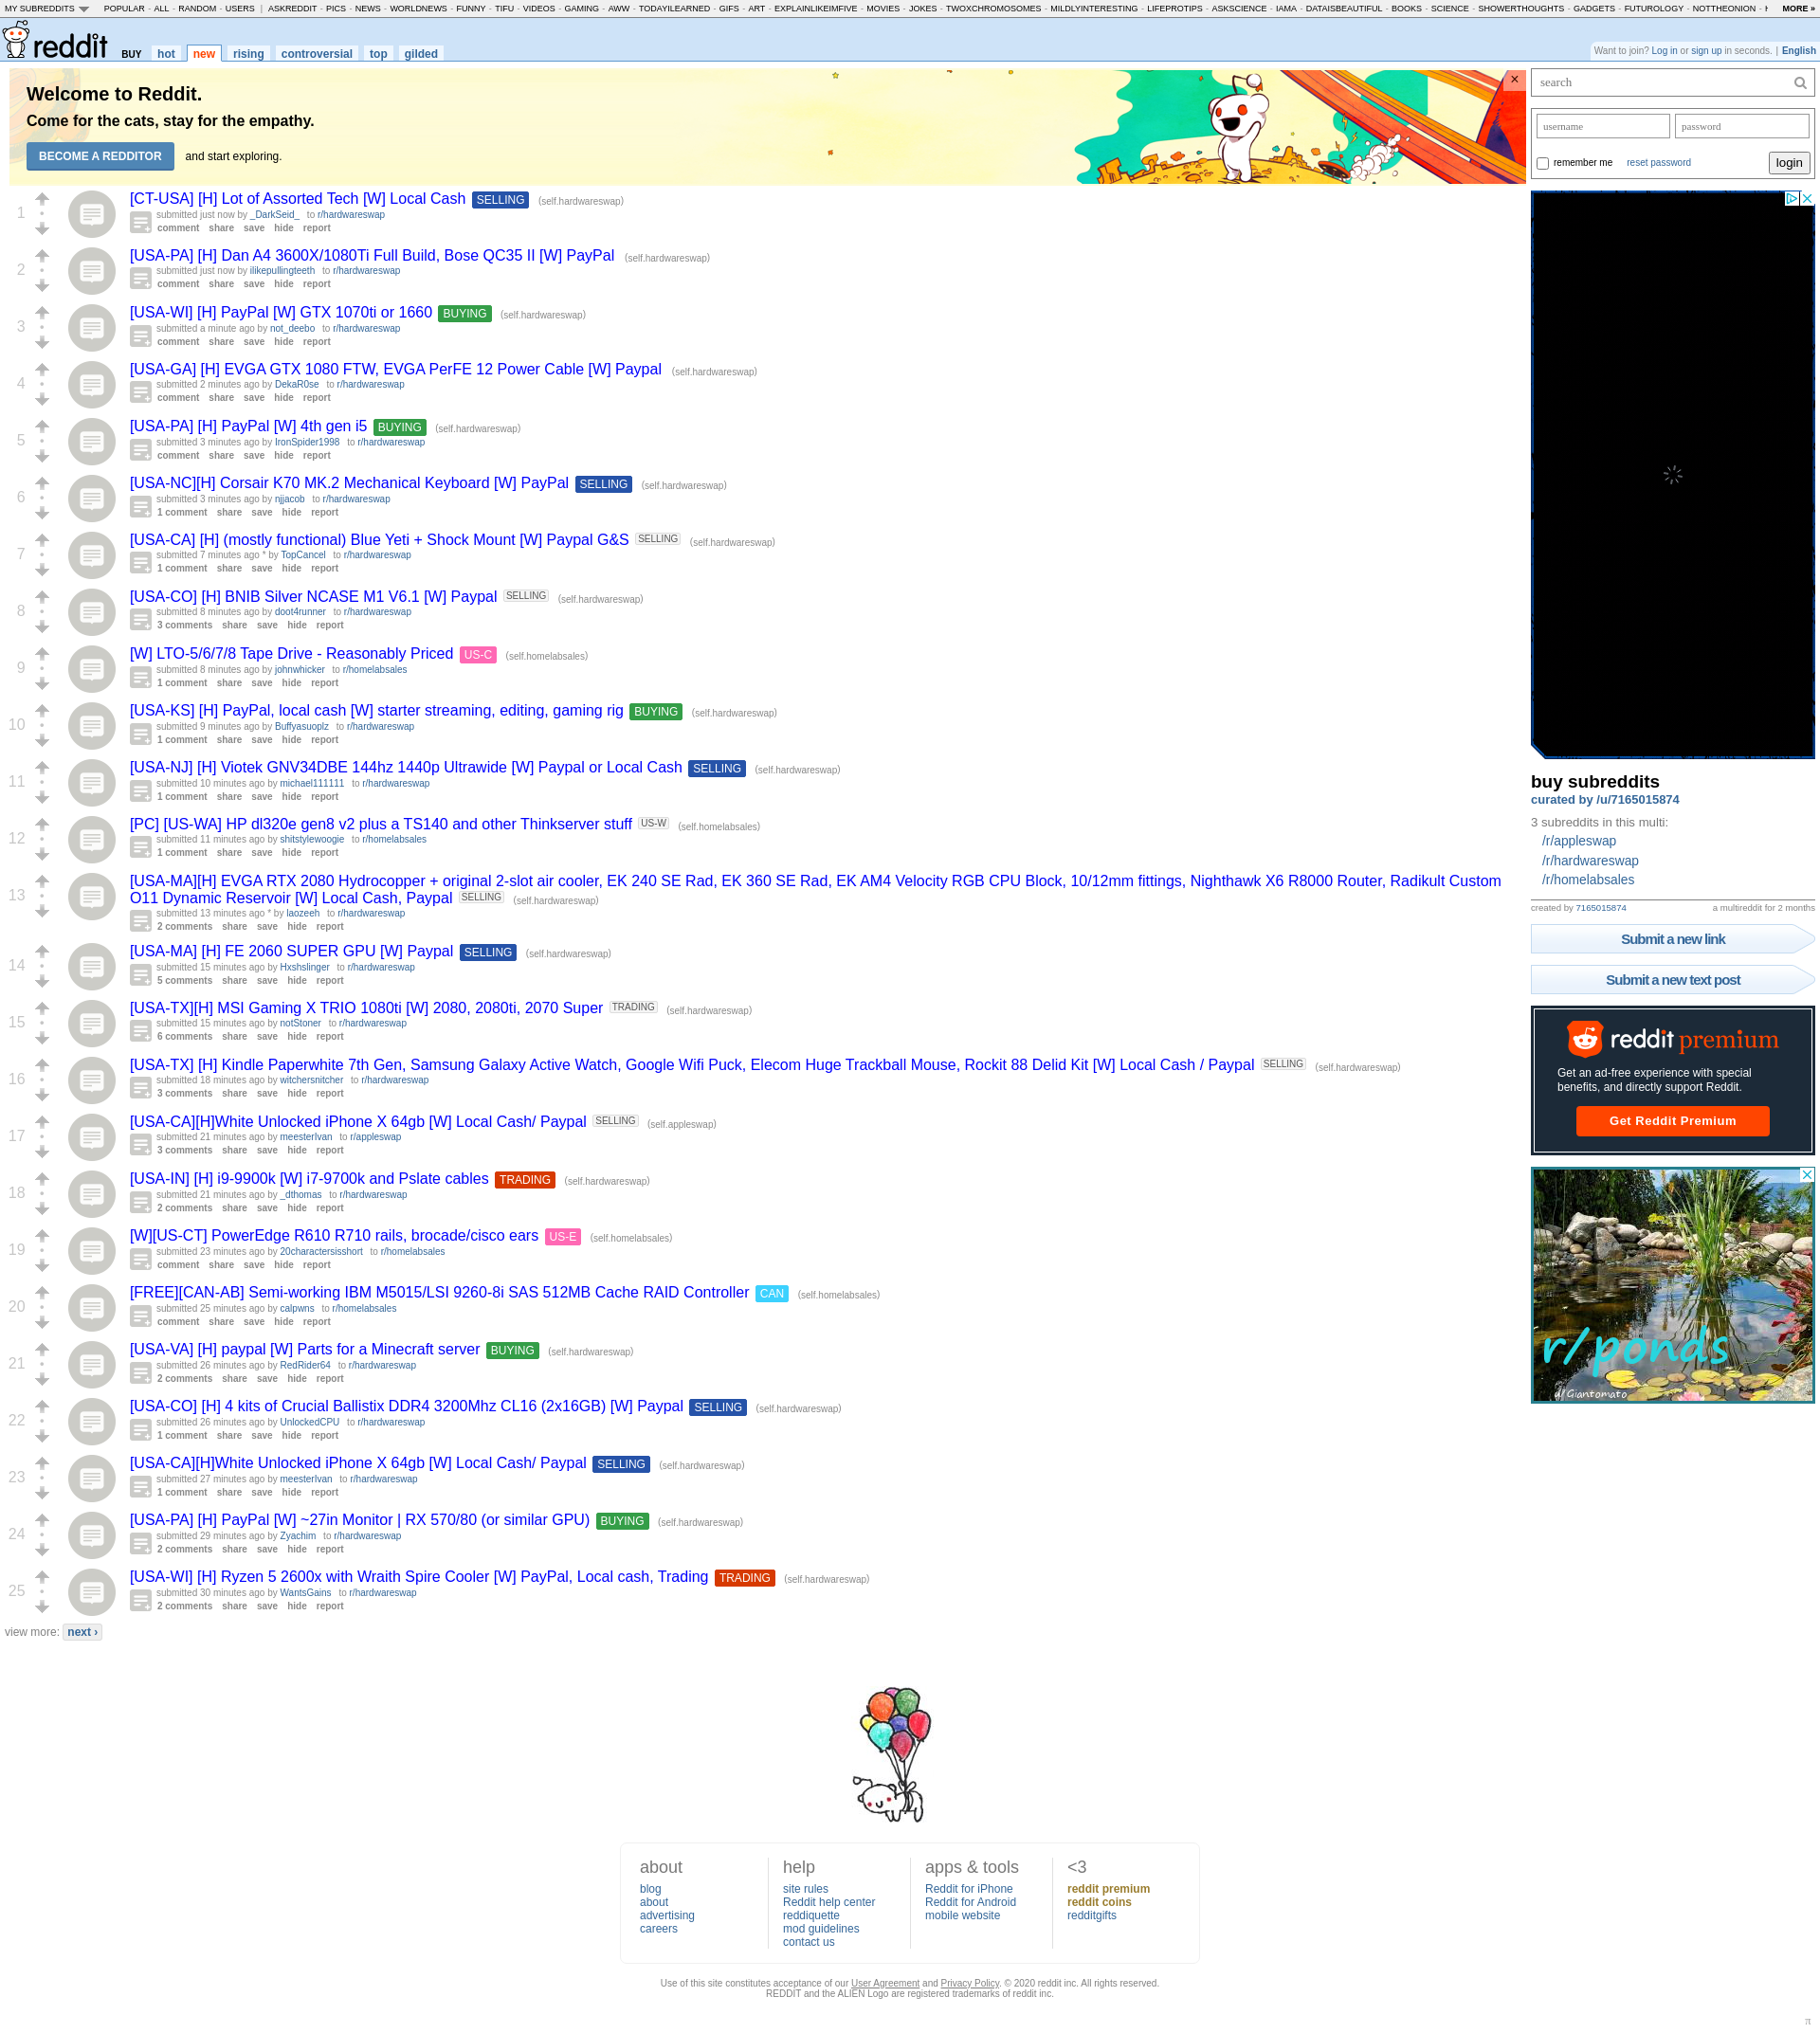 MY SUBREDDITS POPULAR - ALL - RANDOM - USERS | ASKREDDIT - PICS - NEWS - WORLDNEWS - FUNNY - TIFU - VIDEOS - GAMING - AWW - TODAYILEARNED - GIFS - ART - EXPLAINLIKEIMFIVE - MOVIES - JOKES - TWOXCHROMOSOMES - MILDLYINTERESTING - LIFEPROTIPS - ASKSCIENCE - IAMA - DATAISBEAUTIFUL - BOOKS - SCIENCE - SHOWERTHOUGHTS - GADGETS - FUTUROLOGY - NOTTHEONION - MORE »
reddit BUY hot new rising controversial top gilded
Want to join? Log in or sign up in seconds. | English
Welcome to Reddit.
Come for the cats, stay for the empathy.
BECOME A REDDITOR and start exploring.
×
search
username password
remember me reset password login
1
[CT-USA] [H] Lot of Assorted Tech [W] Local Cash SELLING (self.hardwareswap)
submitted just now by _DarkSeid_ to r/hardwareswap
comment share save hide report
2
[USA-PA] [H] Dan A4 3600X/1080Ti Full Build, Bose QC35 II [W] PayPal (self.hardwareswap)
submitted just now by ilikepullingteeth to r/hardwareswap
comment share save hide report
3
[USA-WI] [H] PayPal [W] GTX 1070ti or 1660 BUYING (self.hardwareswap)
submitted a minute ago by not_deebo to r/hardwareswap
comment share save hide report
4
[USA-GA] [H] EVGA GTX 1080 FTW, EVGA PerFE 12 Power Cable [W] Paypal (self.hardwareswap)
submitted 2 minutes ago by DekaR0se to r/hardwareswap
comment share save hide report
5
[USA-PA] [H] PayPal [W] 4th gen i5 BUYING (self.hardwareswap)
submitted 3 minutes ago by IronSpider1998 to r/hardwareswap
comment share save hide report
6
[USA-NC][H] Corsair K70 MK.2 Mechanical Keyboard [W] PayPal SELLING (self.hardwareswap)
submitted 3 minutes ago by njjacob to r/hardwareswap
1 comment share save hide report
7
[USA-CA] [H] (mostly functional) Blue Yeti + Shock Mount [W] Paypal G&S SELLING (self.hardwareswap)
submitted 7 minutes ago * by TopCancel to r/hardwareswap
1 comment share save hide report
8
[USA-CO] [H] BNIB Silver NCASE M1 V6.1 [W] Paypal SELLING (self.hardwareswap)
submitted 8 minutes ago by doot4runner to r/hardwareswap
3 comments share save hide report
9
[W] LTO-5/6/7/8 Tape Drive - Reasonably Priced US-C (self.homelabsales)
submitted 8 minutes ago by johnwhicker to r/homelabsales
1 comment share save hide report
10
[USA-KS] [H] PayPal, local cash [W] starter streaming, editing, gaming rig BUYING (self.hardwareswap)
submitted 9 minutes ago by Buffyasuoplz to r/hardwareswap
1 comment share save hide report
11
[USA-NJ] [H] Viotek GNV34DBE 144hz 1440p Ultrawide [W] Paypal or Local Cash SELLING (self.hardwareswap)
submitted 10 minutes ago by michael111111 to r/hardwareswap
1 comment share save hide report
12
[PC] [US-WA] HP dl320e gen8 v2 plus a TS140 and other Thinkserver stuff US-W (self.homelabsales)
submitted 11 minutes ago by shitstylewoogie to r/homelabsales
1 comment share save hide report
13
[USA-MA][H] EVGA RTX 2080 Hydrocopper + original 2-slot air cooler, EK 240 SE Rad, EK 360 SE Rad, EK AM4 Velocity RGB CPU Block, 10/12mm fittings, Nighthawk X6 R8000 Router, Radikult Custom
O11 Dynamic Reservoir [W] Local Cash, Paypal SELLING (self.hardwareswap)
submitted 13 minutes ago * by laozeeh to r/hardwareswap
2 comments share save hide report
14
[USA-MA] [H] FE 2060 SUPER GPU [W] Paypal SELLING (self.hardwareswap)
submitted 15 minutes ago by Hxshslinger to r/hardwareswap
5 comments share save hide report
15
[USA-TX][H] MSI Gaming X TRIO 1080ti [W] 2080, 2080ti, 2070 Super TRADING (self.hardwareswap)
submitted 15 minutes ago by notStoner to r/hardwareswap
6 comments share save hide report
16
[USA-TX] [H] Kindle Paperwhite 7th Gen, Samsung Galaxy Active Watch, Google Wifi Puck, Elecom Huge Trackball Mouse, Rockit 88 Delid Kit [W] Local Cash / Paypal SELLING (self.hardwareswap)
submitted 18 minutes ago by witchersnitcher to r/hardwareswap
3 comments share save hide report
17
[USA-CA][H]White Unlocked iPhone X 64gb [W] Local Cash/ Paypal SELLING (self.appleswap)
submitted 21 minutes ago by meesterIvan to r/appleswap
3 comments share save hide report
18
[USA-IN] [H] i9-9900k [W] i7-9700k and Pslate cables TRADING (self.hardwareswap)
submitted 21 minutes ago by _dthomas to r/hardwareswap
2 comments share save hide report
19
[W][US-CT] PowerEdge R610 R710 rails, brocade/cisco ears US-E (self.homelabsales)
submitted 23 minutes ago by 20charactersisshort to r/homelabsales
comment share save hide report
20
[FREE][CAN-AB] Semi-working IBM M5015/LSI 9260-8i SAS 512MB Cache RAID Controller CAN (self.homelabsales)
submitted 25 minutes ago by calpwns to r/homelabsales
comment share save hide report
21
[USA-VA] [H] paypal [W] Parts for a Minecraft server BUYING (self.hardwareswap)
submitted 26 minutes ago by RedRider64 to r/hardwareswap
2 comments share save hide report
22
[USA-CO] [H] 4 kits of Crucial Ballistix DDR4 3200Mhz CL16 (2x16GB) [W] Paypal SELLING (self.hardwareswap)
submitted 26 minutes ago by UnlockedCPU to r/hardwareswap
1 comment share save hide report
23
[USA-CA][H]White Unlocked iPhone X 64gb [W] Local Cash/ Paypal SELLING (self.hardwareswap)
submitted 27 minutes ago by meesterIvan to r/hardwareswap
1 comment share save hide report
24
[USA-PA] [H] PayPal [W] ~27in Monitor | RX 570/80 (or similar GPU) BUYING (self.hardwareswap)
submitted 29 minutes ago by Zyachim to r/hardwareswap
2 comments share save hide report
25
[USA-WI] [H] Ryzen 5 2600x with Wraith Spire Cooler [W] PayPal, Local cash, Trading TRADING (self.hardwareswap)
submitted 30 minutes ago by WantsGains to r/hardwareswap
2 comments share save hide report
view more: next ›
buy subreddits
curated by /u/7165015874
3 subreddits in this multi:
/r/appleswap
/r/hardwareswap
/r/homelabsales
created by 7165015874 a multireddit for 2 months
Submit a new link
Submit a new text post
reddit premium
Get an ad-free experience with special
benefits, and directly support Reddit.
Get Reddit Premium
r/ponds
u/Giantomato
about
blog
about
advertising
careers
help
site rules
Reddit help center
reddiquette
mod guidelines
contact us
apps & tools
Reddit for iPhone
Reddit for Android
mobile website
<3
reddit premium
reddit coins
redditgifts
Use of this site constitutes acceptance of our User Agreement and Privacy Policy. © 2020 reddit inc. All rights reserved.
REDDIT and the ALIEN Logo are registered trademarks of reddit inc.
π